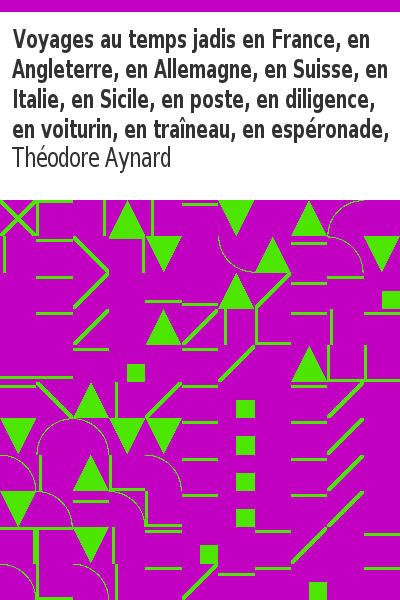 Voyages au temps jadis en France, en
Angleterre, en Allemagne, en Suisse, en
Italie, en Sicile, en poste, en diligence,
en voiturin, en traîneau, en espéronade,
Théodore Aynard